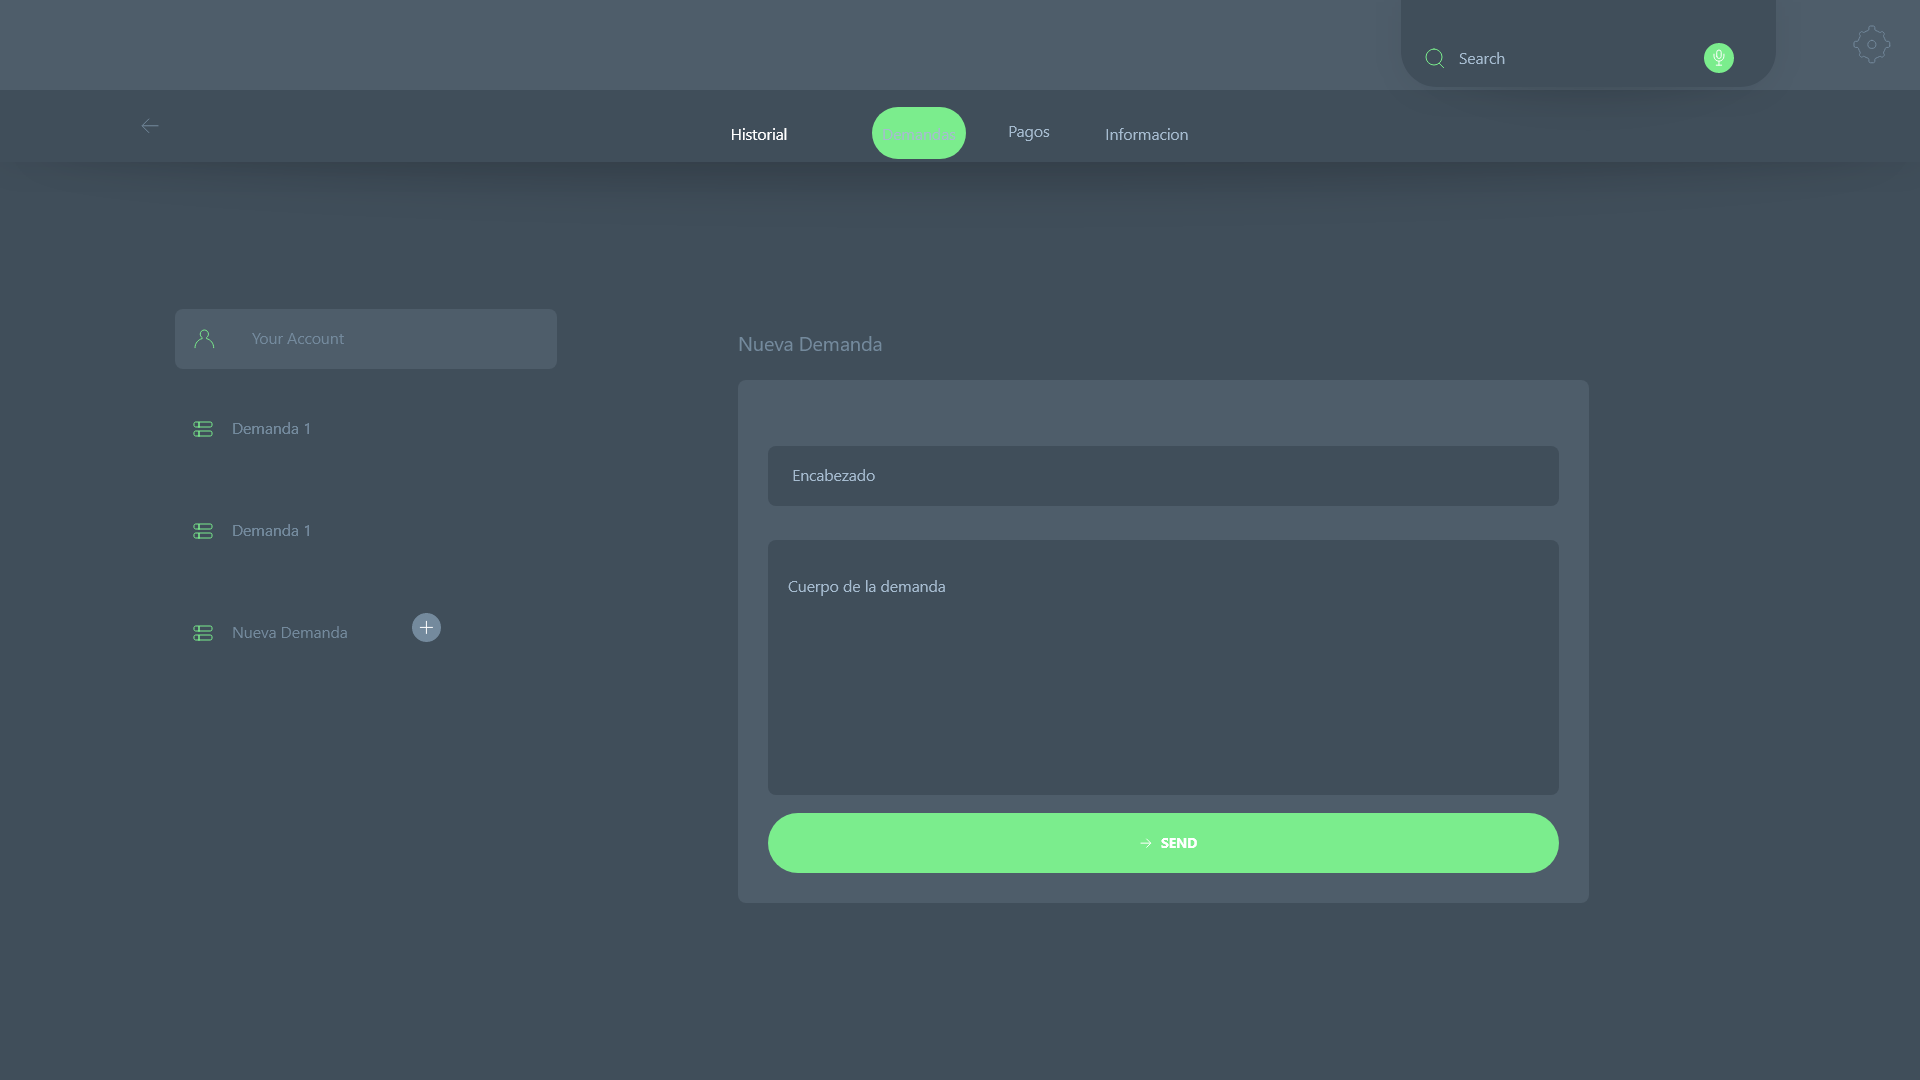 Search
Historial
Demandas
Pagos
Informacion
Your Account
Demanda 1
Demanda 1
Nueva Demanda
Nueva Demanda
Encabezado
Cuerpo de la demanda
SEND